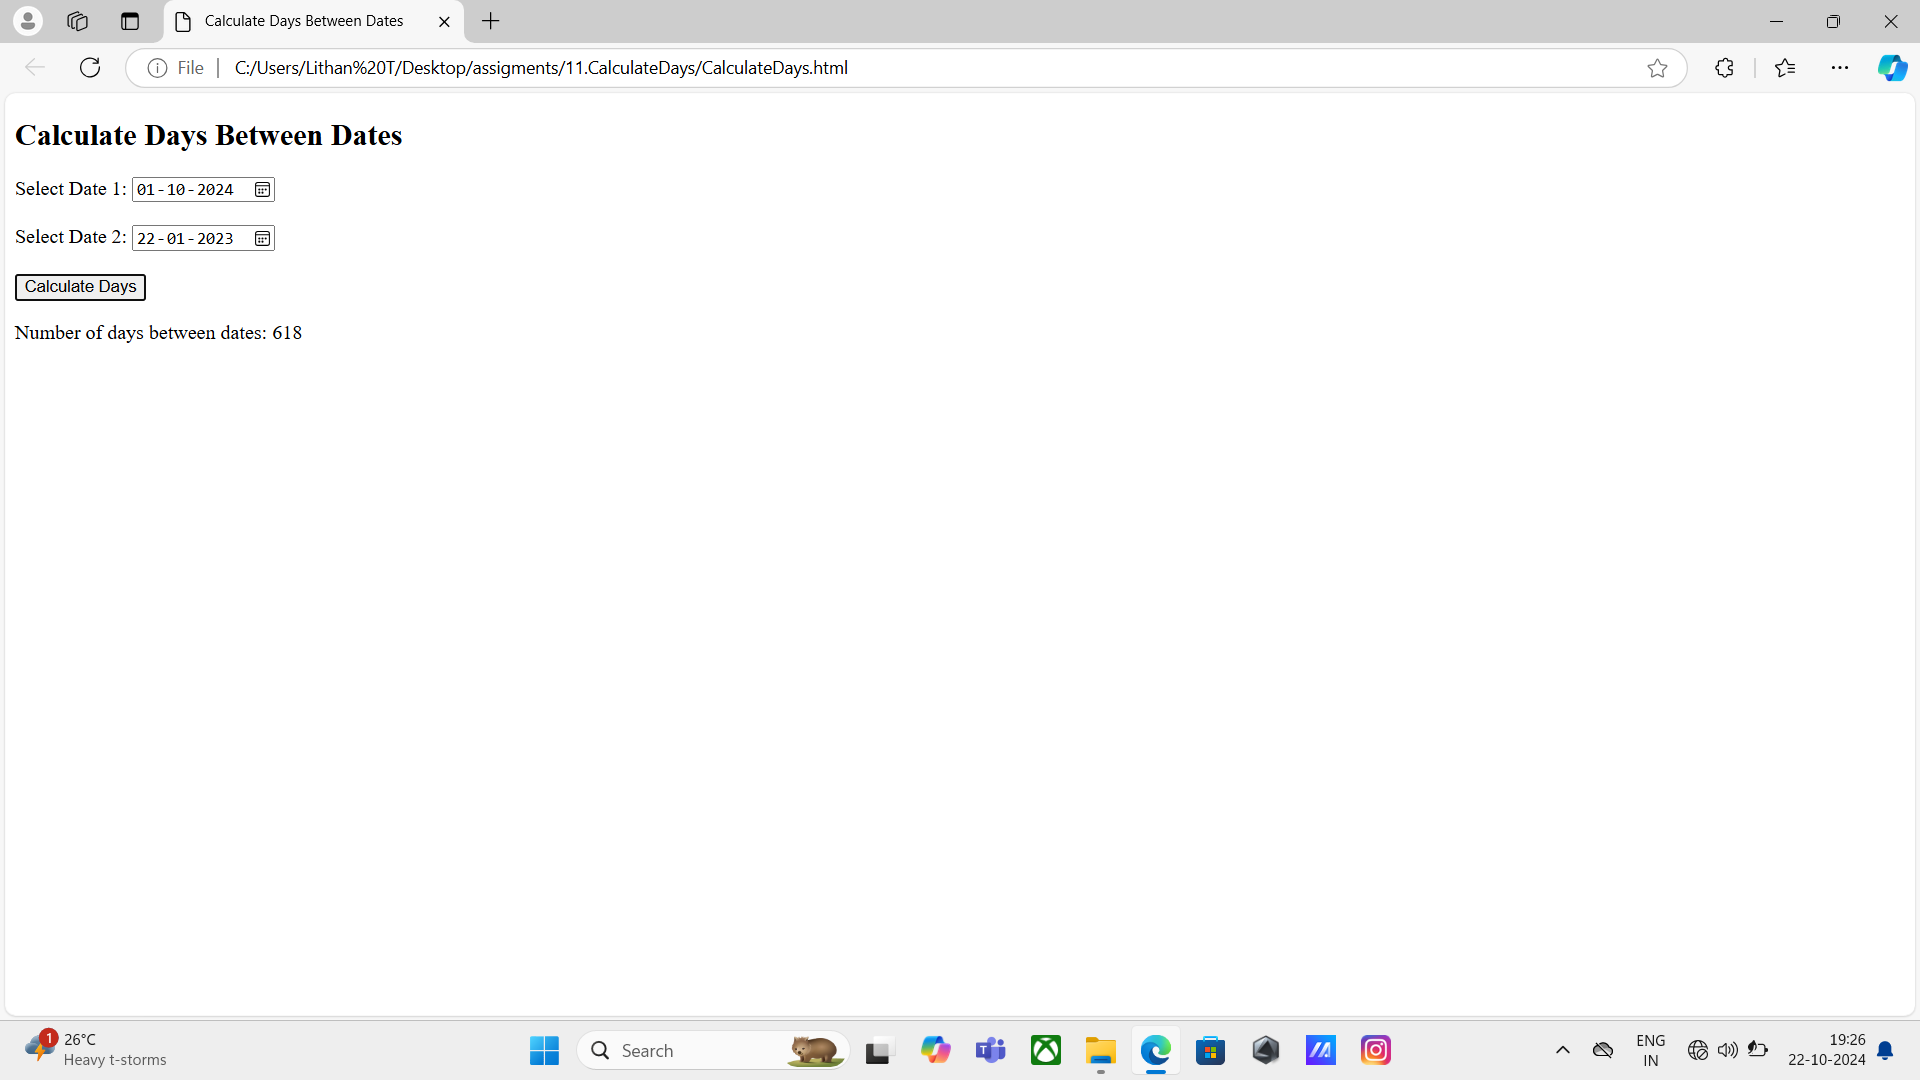 Calculate Days Between Dates
File
C:/Users/Lithan%20T/Desktop/assigments/11.CalculateDays/CalculateDays.html
Calculate Days Between Dates
Select Date 1: 01-10-2024
Select Date 2: 22-01-2023
Calculate Days
Number of days between dates: 618
1
26°C
Heavy t-storms
Search
ENG
IN
19:26
22-10-2024